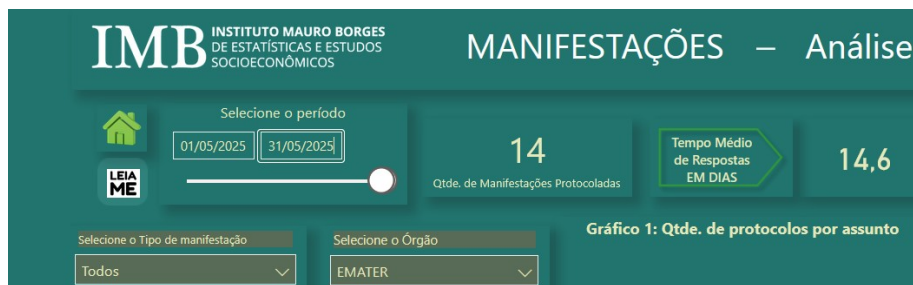 IMB
INSTITUTO MAURO BORGES
DE ESTATÍSTICAS E ESTUDOS
SOCIOECONÔMICOS
MANIFESTAÇÕES – Análise
Selecione o período
01/05/2025 31/05/2025
LEIA
ME
14
Qtde. de Manifestações Protocoladas
Tempo Médio
de Respostas
EM DIAS
14,6
Selecione o Tipo de manifestação
Todos
Selecione o Órgão
EMATER
Gráfico 1: Qtde. de protocolos por assunto